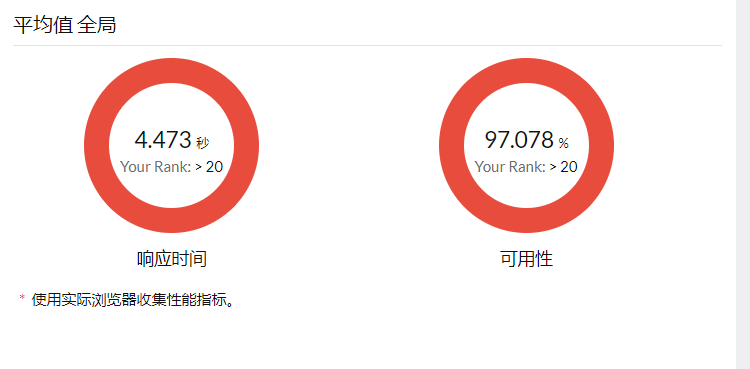 平均值 全局
4.473 秒
Your Rank: > 20
响应时间
97.078 %
Your Rank: > 20
可用性
* 使用实际浏览器收集性能指标。